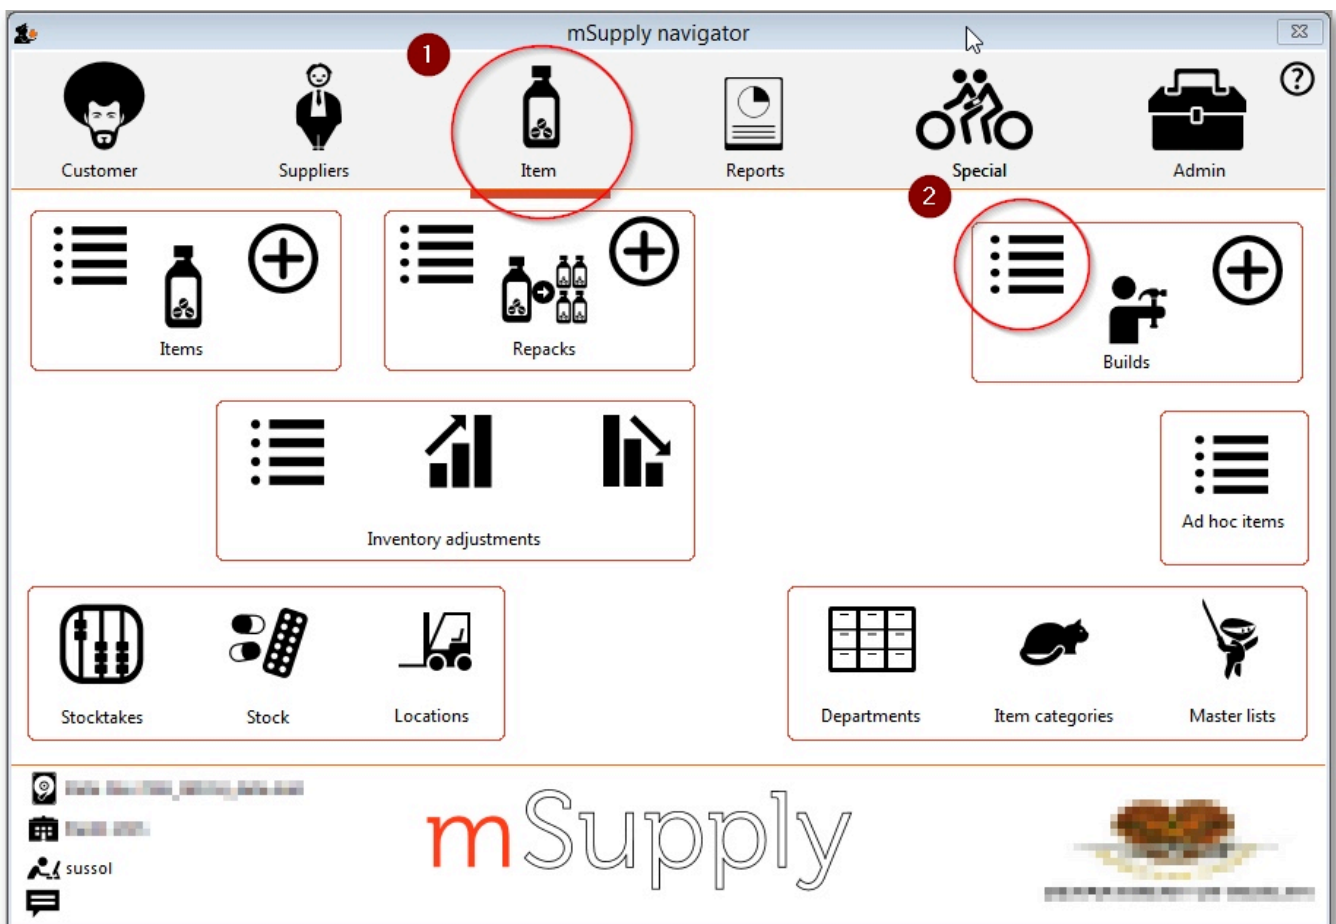 mSupply navigator
1
Customer
Suppliers
Item
Reports
Special
Admin
?
2
Items
Repacks
Builds
Inventory adjustments
Ad hoc items
Stocktakes
Stock
Locations
Departments
Item categories
Master lists
sussol
mSupply